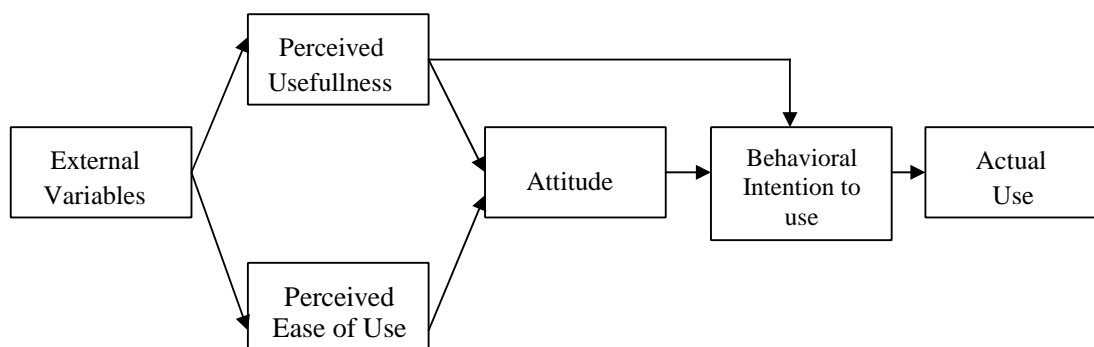 Perceived
Usefullness
External
Variables
Attitude
Behavioral
Intention to
use
Actual
Use
Perceived
Ease of Use